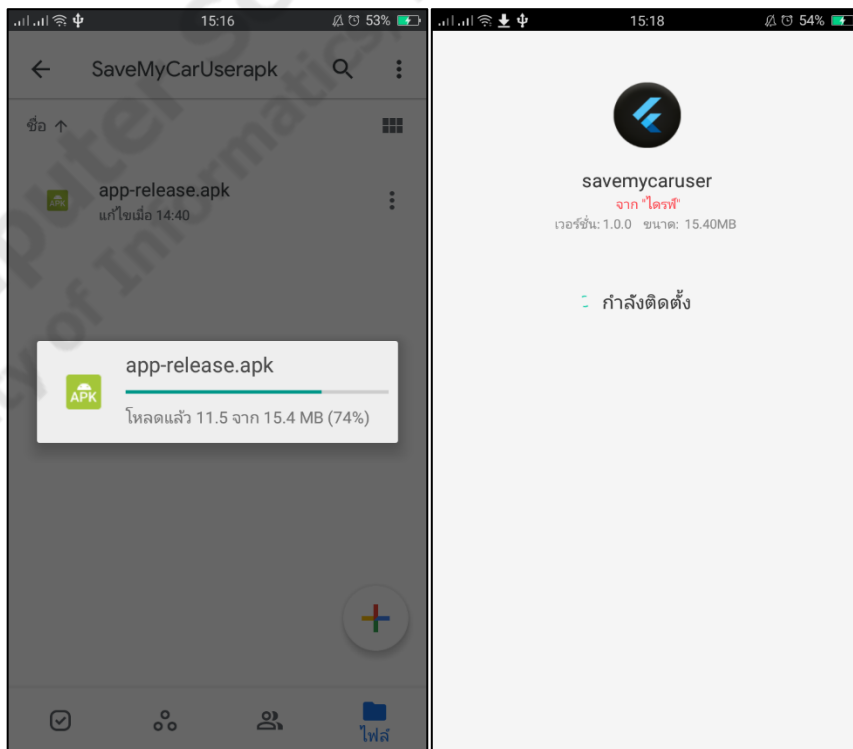 15:16
53%
SaveMyCarUserapk
ชื่อ
app-release.apk
แก้ไขเมื่อ 14:40
app-release.apk
APK
โหลดแล้ว 11.5 จาก 15.4 MB (74%)
ไฟล์
15:18
54%
savemycaruser
จาก "ไดรฟ์"
เวอร์ชั่น: 1.0.0 ขนาด: 15.40MB
กำลังติดตั้ง